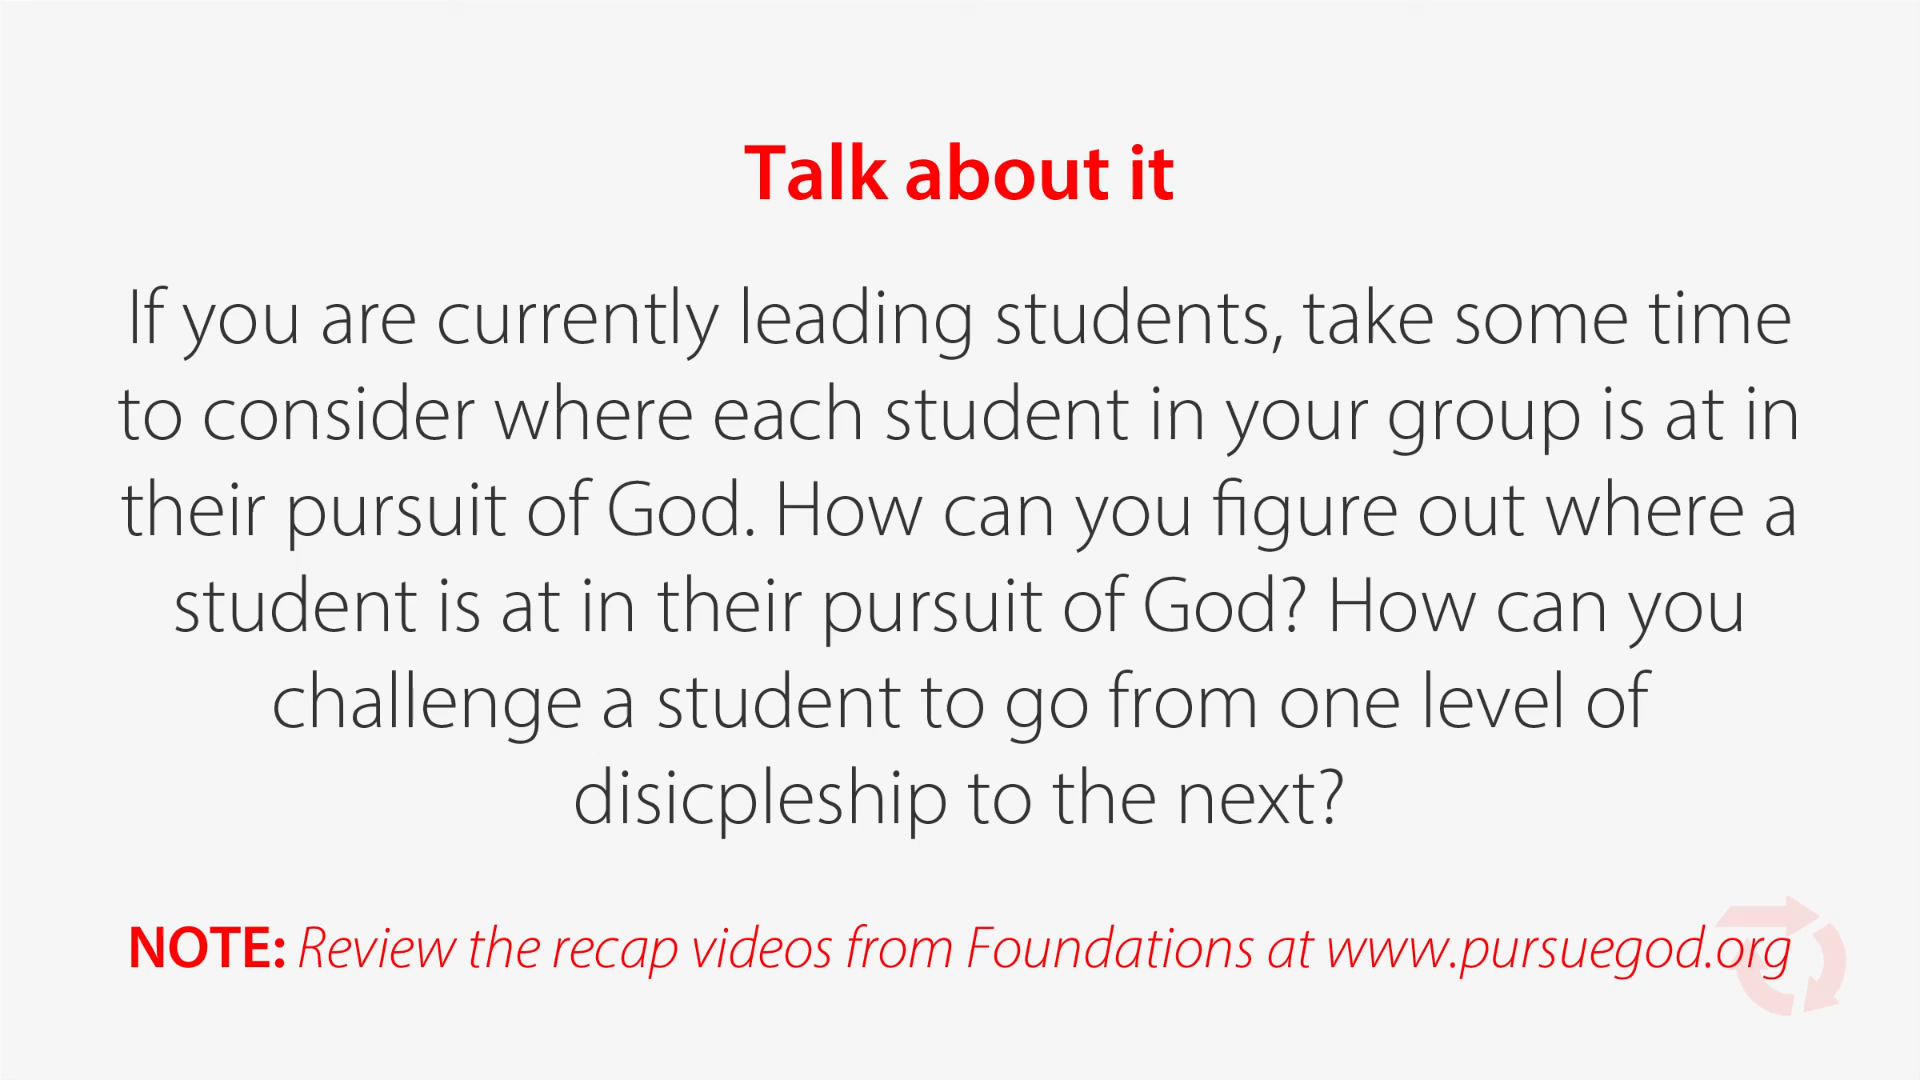 Talk about it
If you are currently leading students, take some time
to consider where each student in your group is at in
their pursuit of God. How can you figure out where a
student is at in their pursuit of God? How can you
challenge a student to go from one level of
disicpleship to the next?
NOTE: Review the recap videos from Foundations at www.pursuegod.org